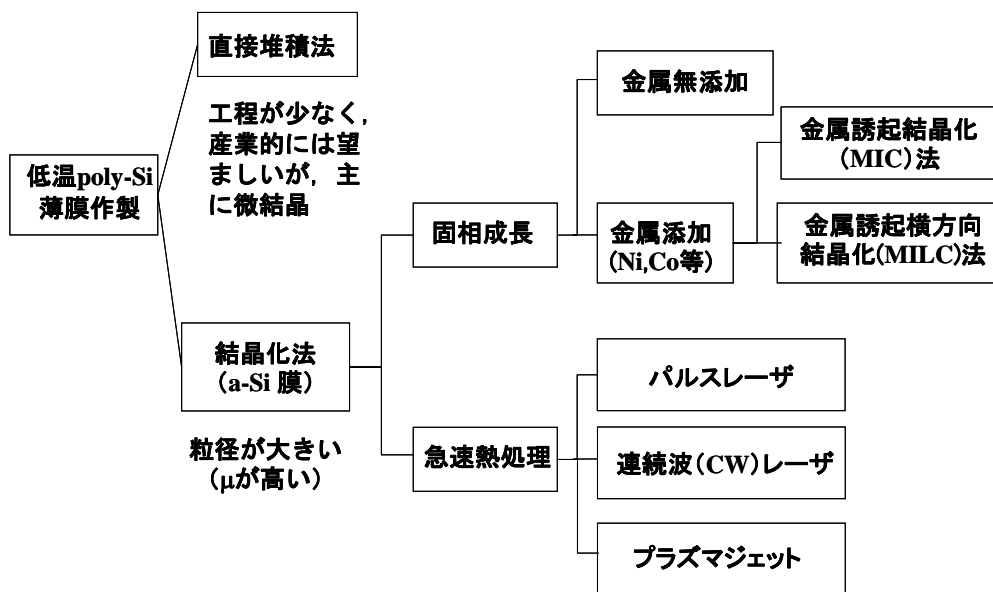 低温poly-Si
薄膜作製
直接堆積法
工程が少なく，
産業的には望
ましいが，主
に微結晶
結晶化法
（a-Si 膜）
粒径が大きい
（μが高い）
固相成長
急速熱処理
金属無添加
金属添加
(Ni,Co等）
金属誘起結晶化
（MIC）法
金属誘起横方向
結晶化(MILC)法
パルスレーザ
連続波（CW）レーザ
プラズマジェット